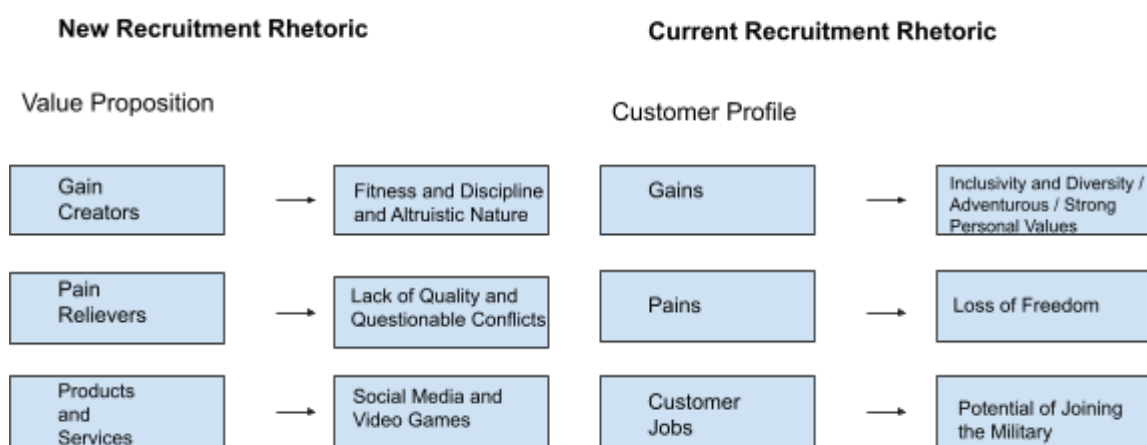 New Recruitment Rhetoric
Current Recruitment Rhetoric
Value Proposition
Customer Profile
Gain
Creators
Fitness and Discipline
and Altruistic Nature
Gains
Inclusivity and Diversity /
Adventurous / Strong
Personal Values
Pain
Relievers
Lack of Quality and
Questionable Conflicts
Pains
Loss of Freedom
Products
and
Services
Social Media and
Video Games
Customer
Jobs
Potential of Joining
the Military